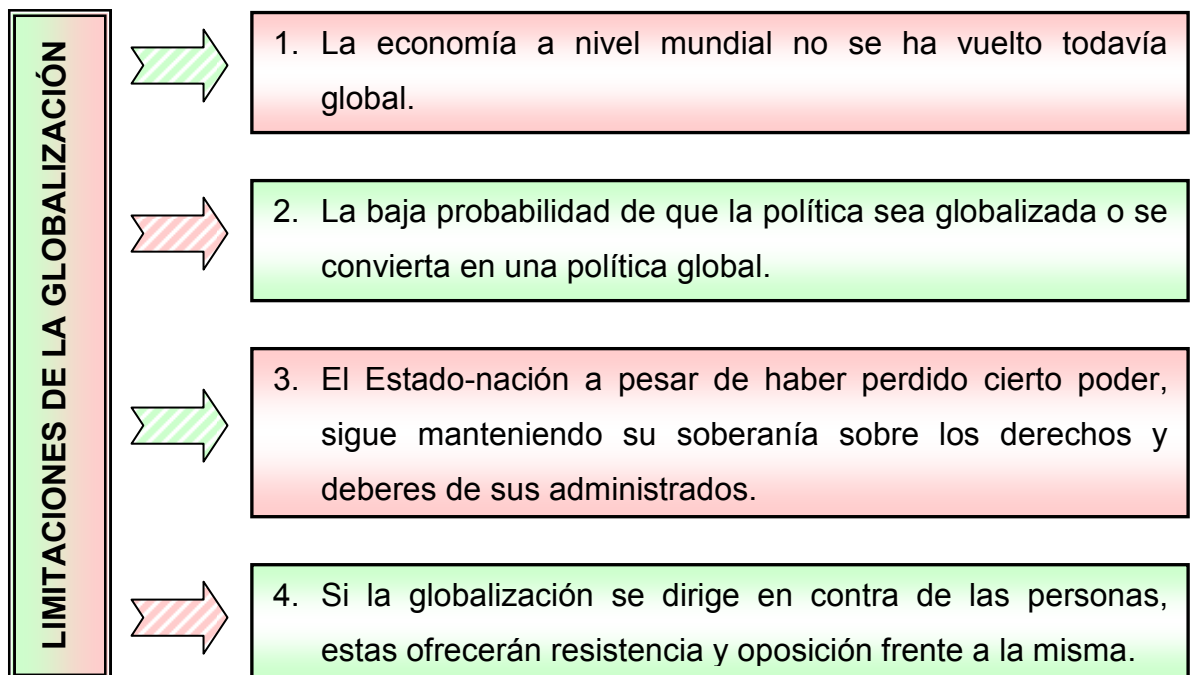 LIMITACIONES DE LA GLOBALIZACIÓN
1. La economía a nivel mundial no se ha vuelto todavía
global.
2. La baja probabilidad de que la política sea globalizada o se
convierta en una política global.
3. El Estado-nación a pesar de haber perdido cierto poder,
sigue manteniendo su soberanía sobre los derechos y
deberes de sus administrados.
4. Si la globalización se dirige en contra de las personas,
estas ofrecerán resistencia y oposición frente a la misma.